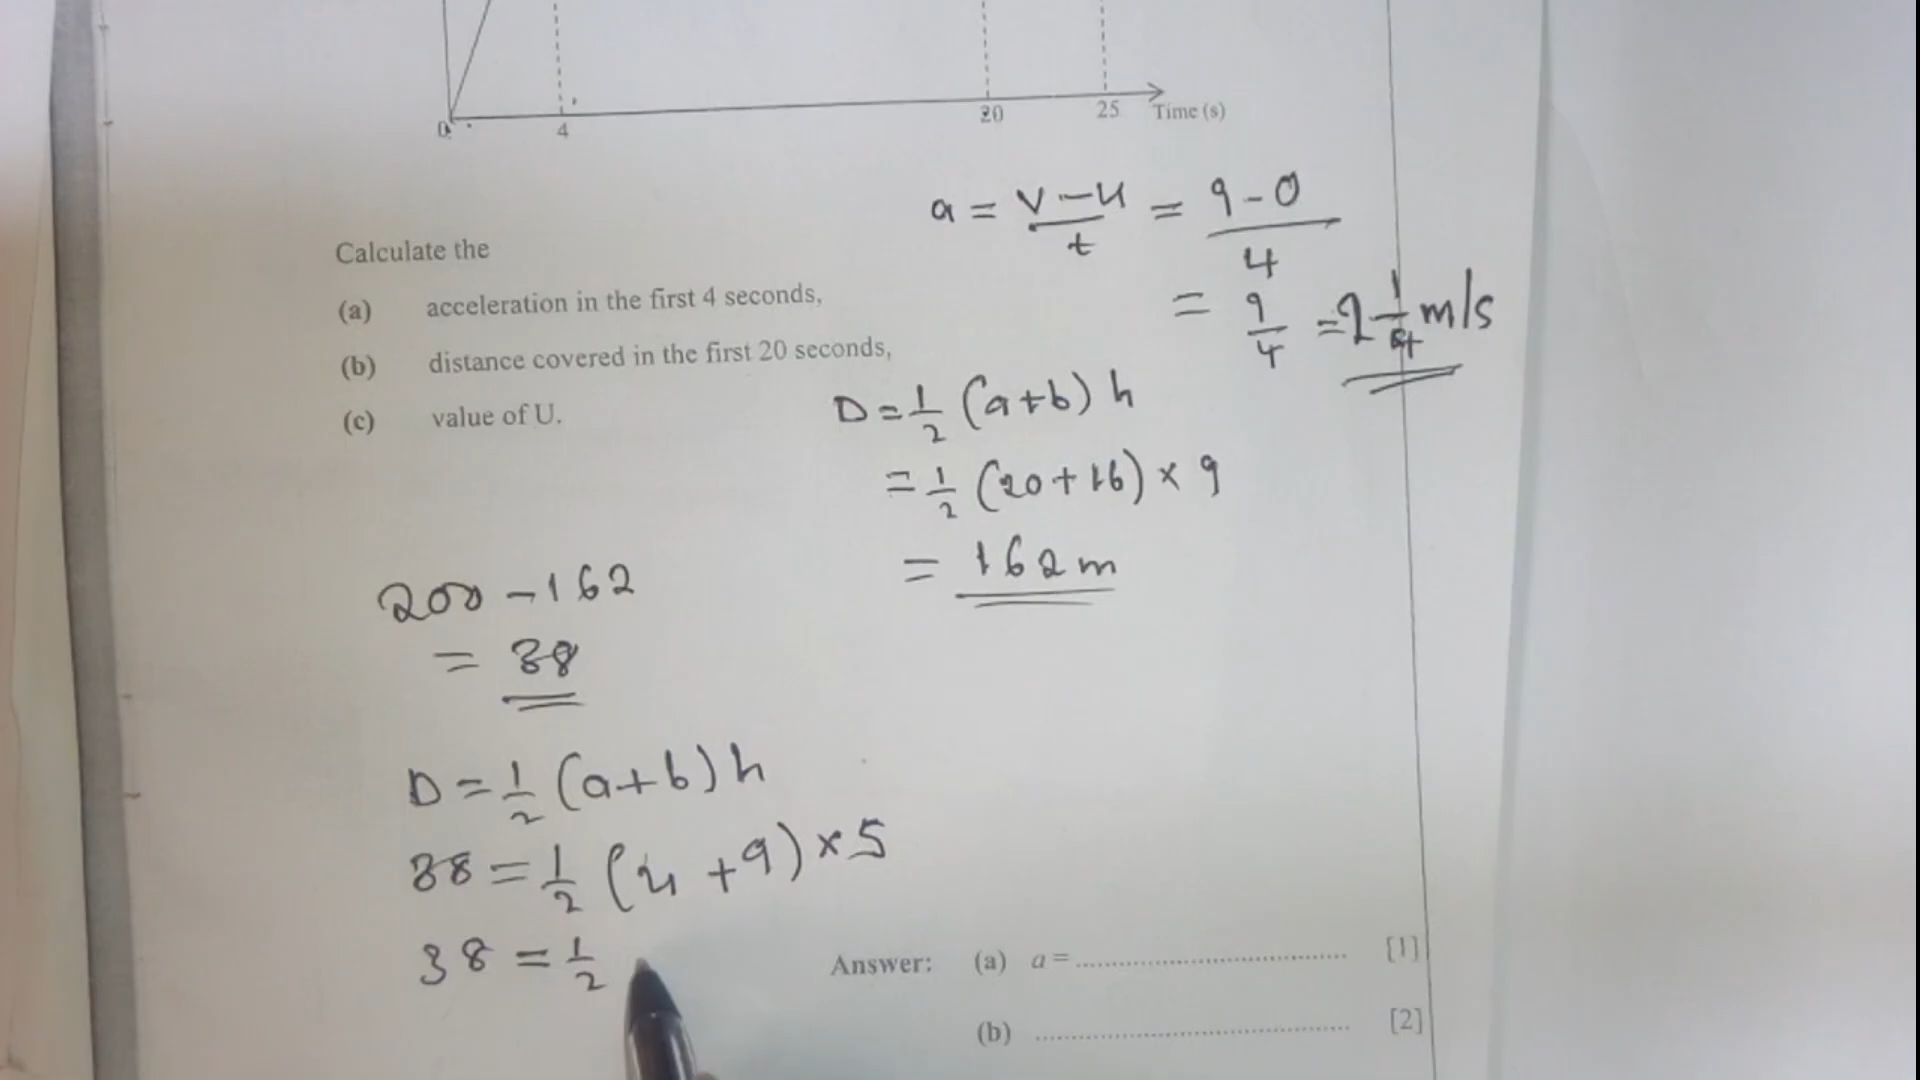 0 4 20 25 Time (s)
a = v - u / t = 9 - 0 / 4
= 9/4 = 2 1/4 m/s
Calculate the
(a) acceleration in the first 4 seconds,
(b) distance covered in the first 20 seconds,
(c) value of U.
D = 1/2 (a+b) h
= 1/2 (20+16) × 9
= 162 m
200 - 162
= 38
D = 1/2 (a+b) h
38 = 1/2 (u + 9) × 5
38 = 1/2
Answer: (a) a = ........................................ [1]
(b) ................................................ [2]